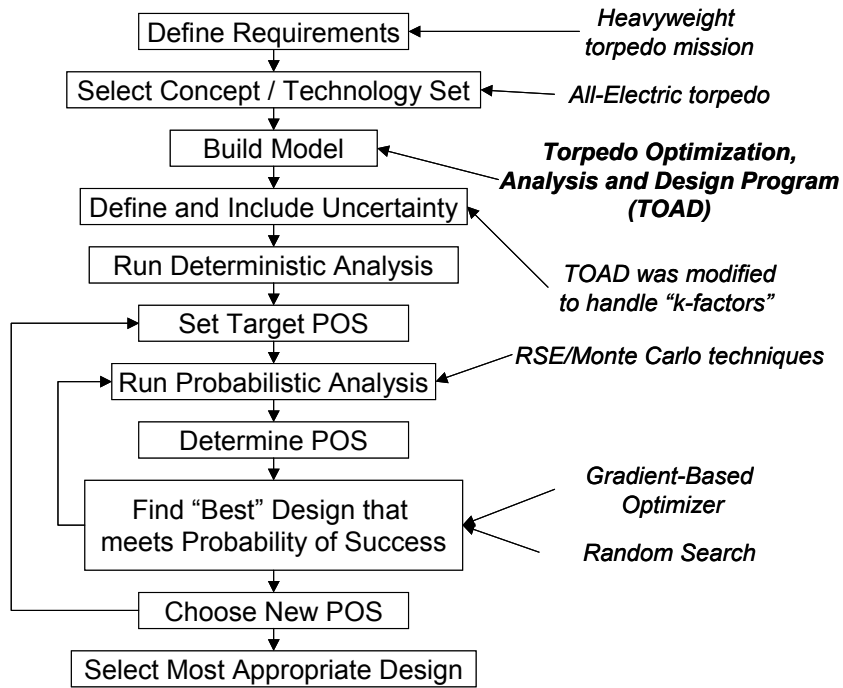 Define Requirements
Heavyweight
torpedo mission
Select Concept / Technology Set
All-Electric torpedo
Build Model
Torpedo Optimization,
Analysis and Design Program
(TOAD)
Define and Include Uncertainty
Run Deterministic Analysis
TOAD was modified
to handle “k-factors”
Set Target POS
RSE/Monte Carlo techniques
Run Probabilistic Analysis
Determine POS
Find “Best” Design that
meets Probability of Success
Gradient-Based
Optimizer
Random Search
Choose New POS
Select Most Appropriate Design